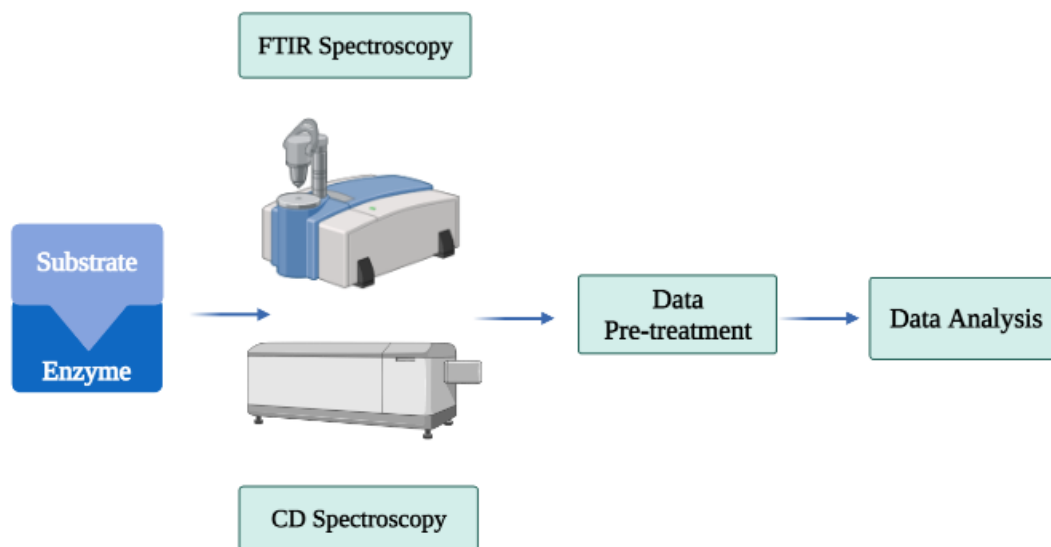 FTIR Spectroscopy
Substrate
Enzyme
Data
Pre-treatment
Data Analysis
CD Spectroscopy